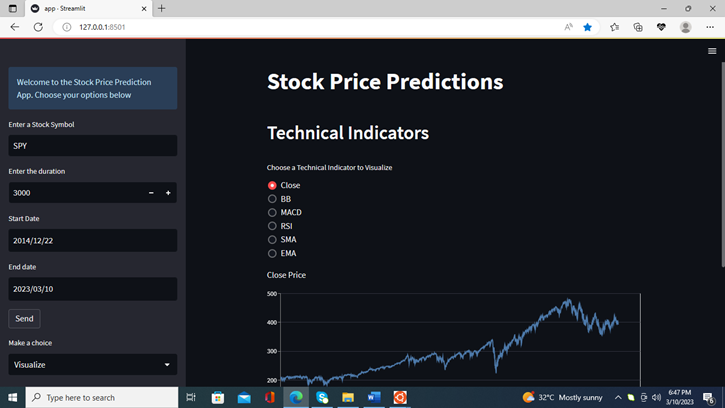 app · Streamlit
127.0.0.1:8501
Welcome to the Stock Price Prediction
App. Choose your options below
Enter a Stock Symbol
SPY
Enter the duration
3000
Start Date
2014/12/22
End date
2023/03/10
Send
Make a choice
Visualize
Stock Price Predictions
Technical Indicators
Choose a Technical Indicator to Visualize
Close
BB
MACD
RSI
SMA
EMA
Close Price
500
400
300
200
Type here to search
32°C Mostly sunny
6:47 PM
3/10/2023